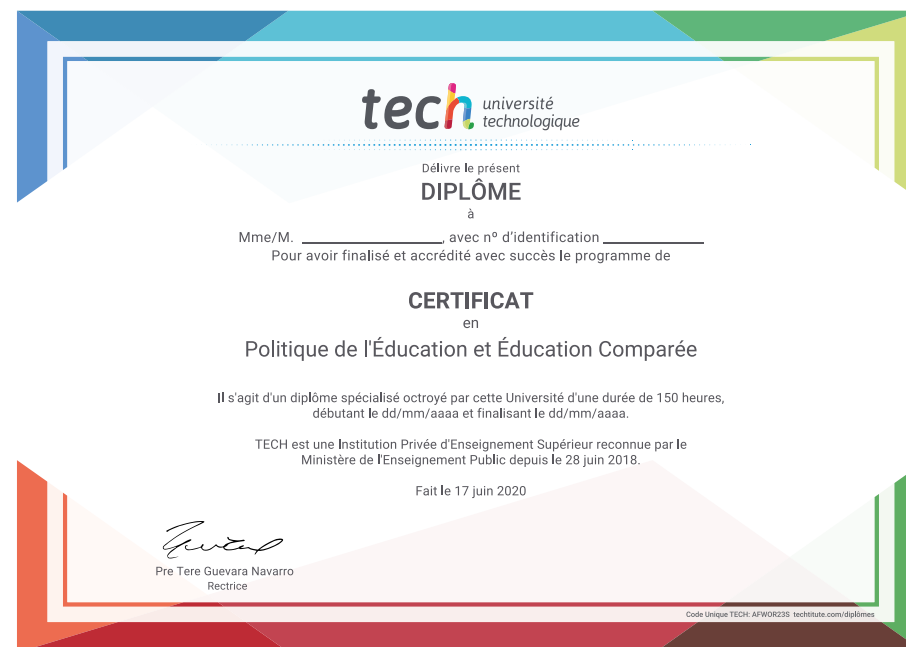 tech université
technologique
Délivre le présent
DIPLÔME
à
Mme/M. ____________________, avec nº d'identification ______________
Pour avoir finalisé et accrédité avec succès le programme de
CERTIFICAT
en
Politique de l'Éducation et Éducation Comparée
Il s'agit d'un diplôme spécialisé octroyé par cette Université d'une durée de 150 heures,
débutant le dd/mm/aaaa et finalisant le dd/mm/aaaa.
TECH est une Institution Privée d'Enseignement Supérieur reconnue par le
Ministère de l'Enseignement Public depuis le 28 juin 2018.
Fait le 17 juin 2020
Pre Tere Guevara Navarro
Rectrice
Code Unique TECH: AFWOR23S techtitute.com/diplômes